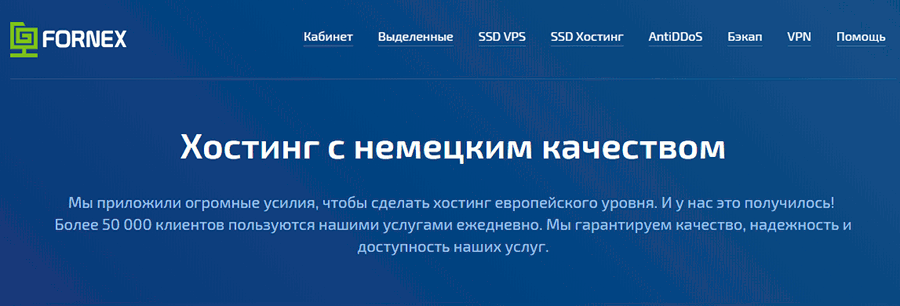 FORNEX
Кабинет Выделенные SSD VPS SSD Хостинг AntiDDoS Бэкап VPN Помощь
Хостинг с немецким качеством
Мы приложили огромные усилия, чтобы сделать хостинг европейского уровня. И у нас это получилось!
Более 50 000 клиентов пользуются нашими услугами ежедневно. Мы гарантируем качество, надежность и
доступность наших услуг.